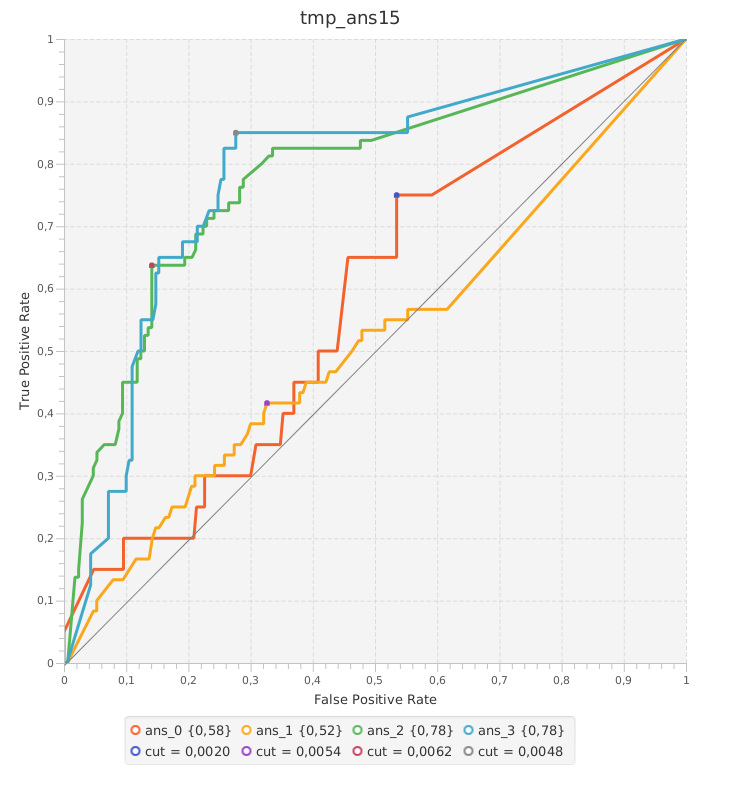 tmp_ans15
1
0,9
0,8
0,7
0,6
0,5
0,4
0,3
0,2
0,1
0
True Positive Rate
0 0,1 0,2 0,3 0,4 0,5 0,6 0,7 0,8 0,9 1
False Positive Rate
ans_0 {0,58} ans_1 {0,52} ans_2 {0,78} ans_3 {0,78}
cut = 0,0020 cut = 0,0054 cut = 0,0062 cut = 0,0048